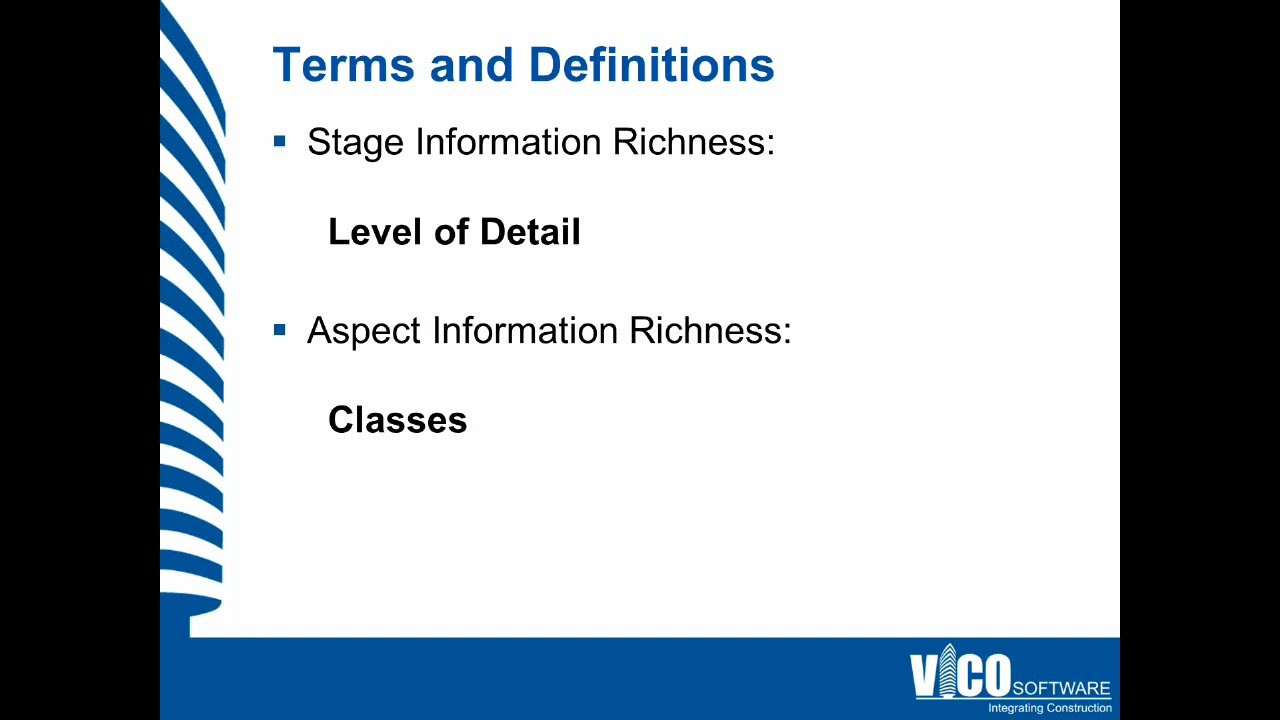 Terms and Definitions
Stage Information Richness:
Level of Detail
Aspect Information Richness:
Classes
VICO SOFTWARE
Integrating Construction